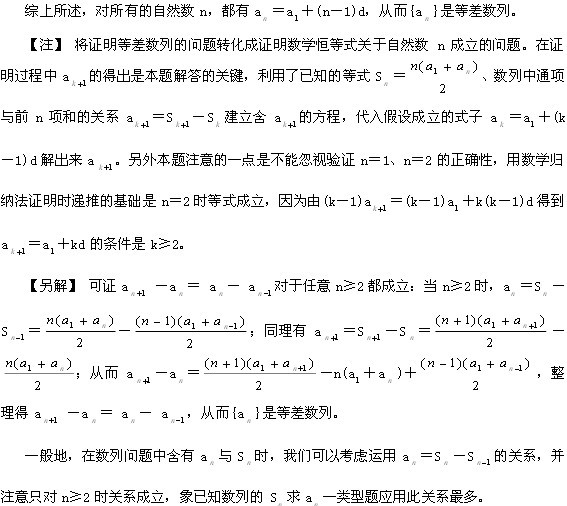 综上所述，对所有的自然数n，都有a_n＝a_1＋(n－1)d，从而{a_n}是等差数列。
【注】 将证明等差数列的问题转化成证明数学恒等式关于自然数 n 成立的问题。在证
明过程中 a_{k+1}的得出是本题解答的关键，利用了已知的等式 S_n＝\frac{n(a_1+a_n)}{2}、数列中通项
与前 n 项和的关系 a_{k+1}＝S_{k+1}－S_k 建立含 a_{k+1}的方程，代入假设成立的式子 a_k＝a_1＋(k
－1)d 解出来 a_{k+1}。另外本题注意的一点是不能忽视验证 n＝1、n＝2 的正确性，用数学归
纳法证明时递推的基础是 n＝2 时等式成立，因为由(k－1)a_{k+1}＝(k－1)a_1＋k(k－1)d 得到
a_{k+1}＝a_1＋kd 的条件是 k≥2。
【另解】 可证 a_{n+1} －a_n＝ a_n－ a_{n-1}对于任意 n≥2 都成立：当 n≥2 时，a_n＝S_n－
S_{n-1}＝\frac{n(a_1+a_n)}{2}－\frac{(n-1)(a_1+a_{n-1})}{2}；同理有 a_{n+1}＝S_{n+1}－S_n＝\frac{(n+1)(a_1+a_{n+1})}{2}－
\frac{n(a_1+a_n)}{2}；从而 a_{n+1}－a_n＝\frac{(n+1)(a_1+a_{n+1})}{2}－n(a_1＋a_n)＋\frac{(n-1)(a_1+a_{n-1})}{2}，整
理得 a_{n+1} －a_n＝ a_n－ a_{n-1}，从而{a_n}是等差数列。
一般地，在数列问题中含有 a_n 与 S_n 时，我们可以考虑运用 a_n＝S_n－S_{n-1}的关系，并
注意只对 n≥2 时关系成立，象已知数列的 S_n 求 a_n 一类型题应用此关系最多。